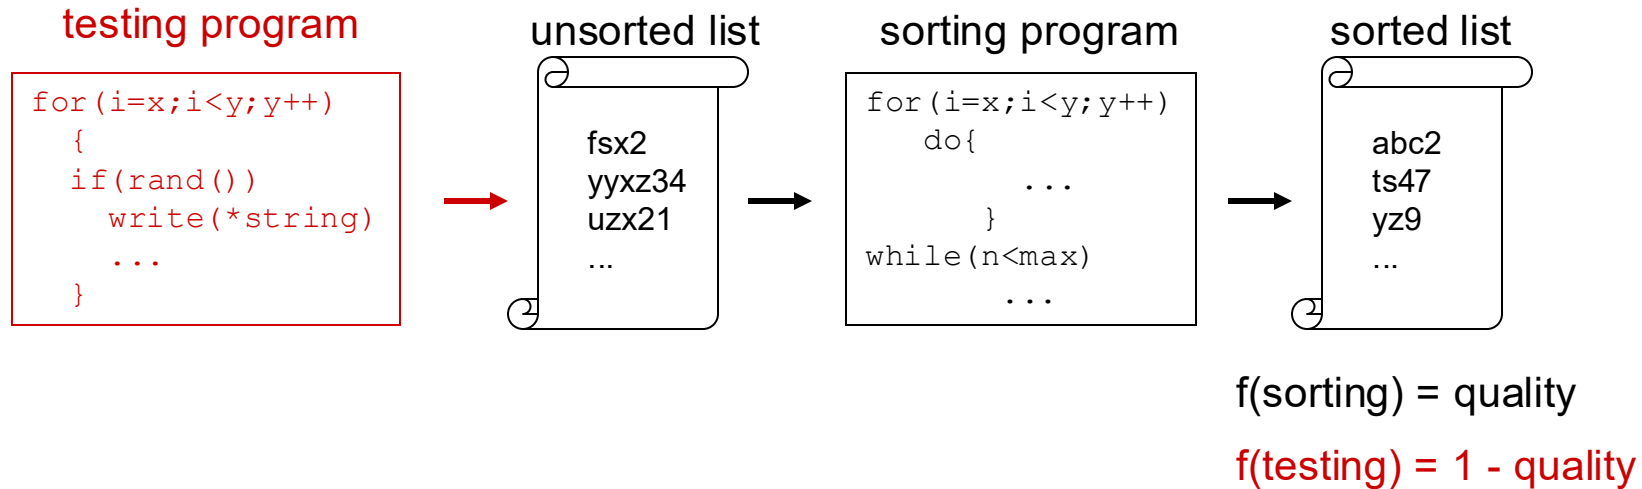 testing program
for(i=x;i<y;y++)
{
if(rand())
write(*string)
...
}
unsorted list
fsx2
yyxz34
uzx21
...
sorting program
for(i=x;i<y;y++)
do{
...
}
while(n<max)
...
sorted list
abc2
ts47
yz9
...
f(sorting) = quality
f(testing) = 1 - quality